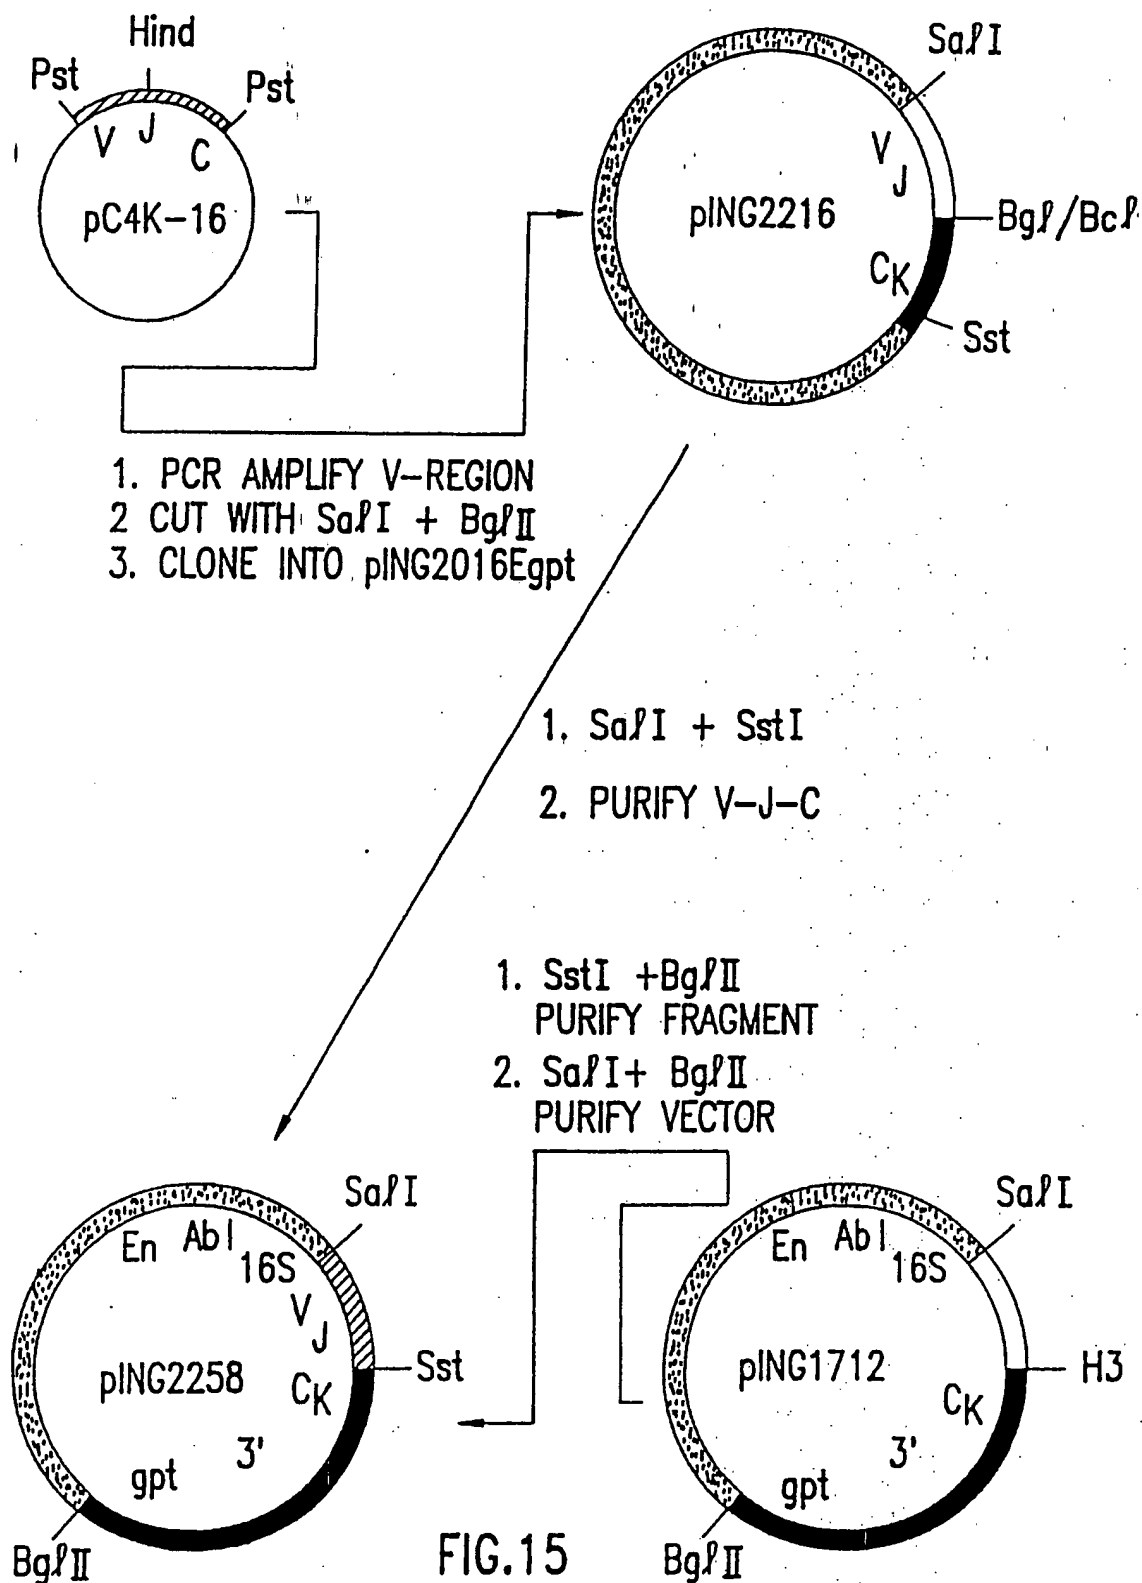 Hind
Pst
Pst
V J C
pC4K-16
SalI
V J
pING2216
Bgl/Bcl
CK
Sst
1. PCR AMPLIFY V-REGION
2 CUT WITH SalI + BglII
3. CLONE INTO pING2016Egpt
1. SalI + SstI
2. PURIFY V-J-C
1. SstI +BglII
PURIFY FRAGMENT
2. SalI+ BglII
PURIFY VECTOR
SalI
En Abl 16S
V J
pING2258
Sst
CK
3'
gpt
BglII
SalI
En Abl 16S
pING1712
H3
CK
3'
gpt
BglII
FIG.15